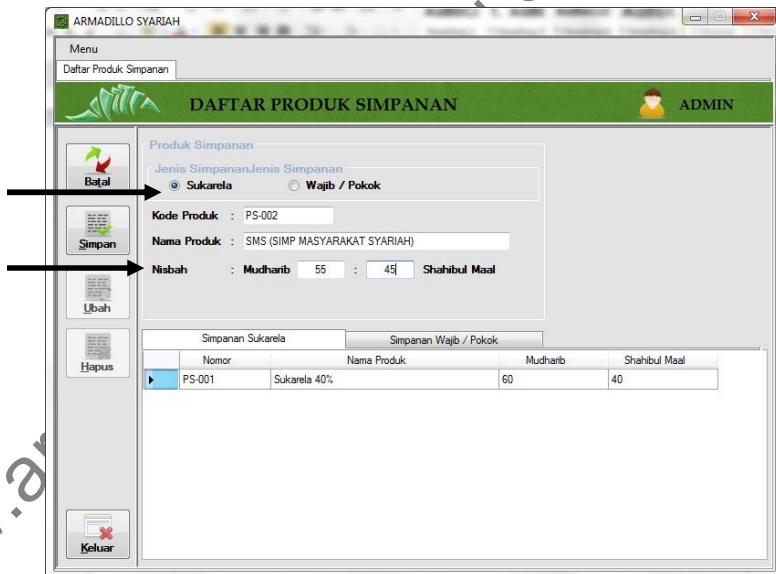 ARMADILLO SYARIAH
Menu
Daftar Produk Simpanan
DAFTAR PRODUK SIMPANAN
ADMIN
Batal
Simpan
Ubah
Hapus
Keluar
Produk Simpanan
Jenis SimpananJenis Simpanan
Sukarela Wajib / Pokok
Kode Produk : PS-002
Nama Produk : SMS (SIMP MASYARAKAT SYARIAH)
Nisbah : Mudharib 55 : 45 Shahibul Maal
Simpanan Sukarela Simpanan Wajib / Pokok
Nomor Nama Produk Mudharib Shahibul Maal
PS-001 Sukarela 40% 60 40